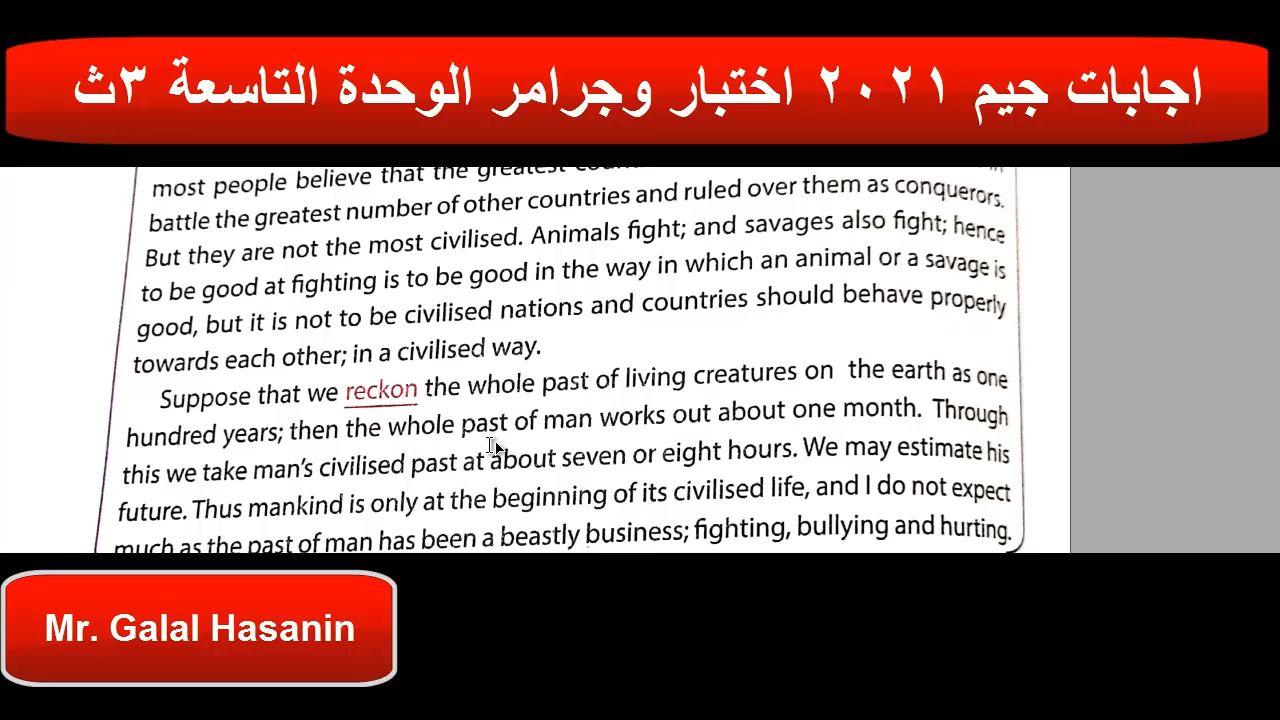 اجابات جيم ٢٠٢١ اختبار وجرامر الوحدة التاسعة ٣ث
most people believe that the greatest
battle the greatest number of other countries and ruled over them as conquerors.
But they are not the most civilised. Animals fight; and savages also fight; hence
to be good at fighting is to be good in the way in which an animal or a savage is
good, but it is not to be civilised nations and countries should behave properly
towards each other; in a civilised way.
Suppose that we reckon the whole past of living creatures on the earth as one
hundred years; then the whole past of man works out about one month. Through
this we take man's civilised past at about seven or eight hours. We may estimate his
future. Thus mankind is only at the beginning of its civilised life, and I do not expect
much as the past of man has been a beastly business; fighting, bullying and hurting.
Mr. Galal Hasanin